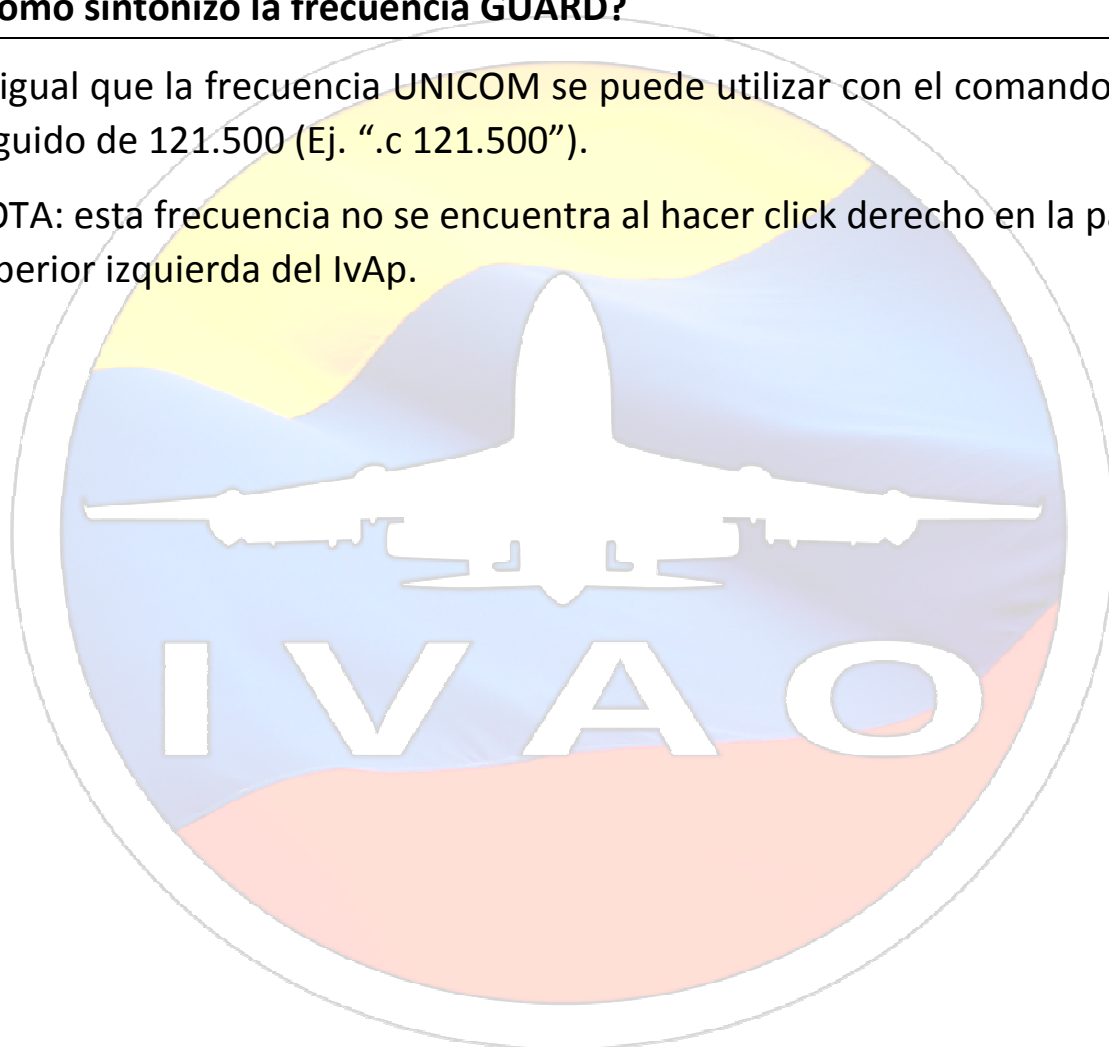 omo sintonizo la frecuencia GUARD?
igual que la frecuencia UNICOM se puede utilizar con el comando
guido de 121.500 (Ej. “.c 121.500”).
OTA: esta frecuencia no se encuentra al hacer click derecho en la pa
perior izquierda del IvAp.
IVAO